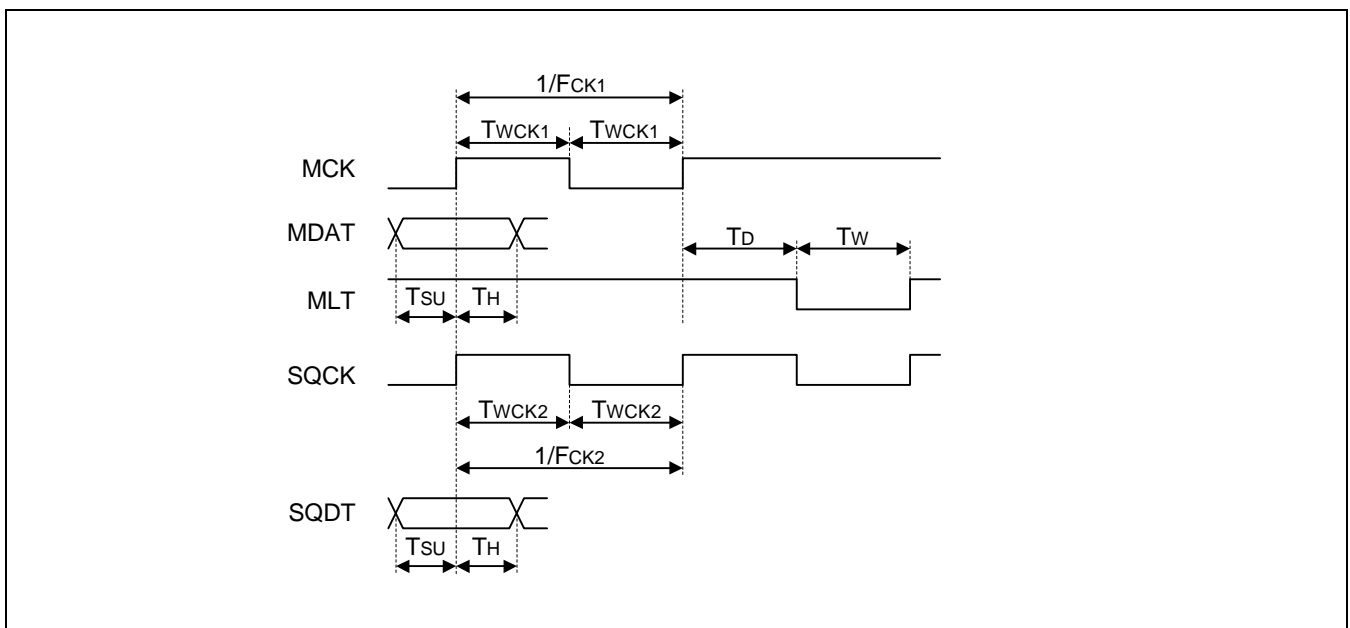 1/FCK1
TWCK1 TWCK1
MCK
MDAT
TD TW
MLT
TSU TH
SQCK
TWCK2 TWCK2
1/FCK2
SQDT
TSU TH